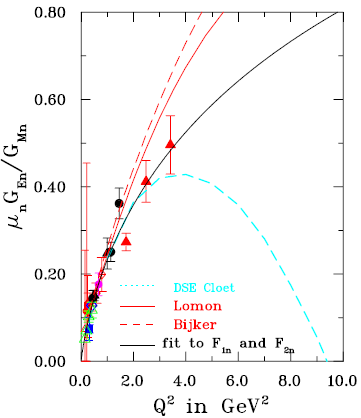 0.80
0.60
0.40
0.20
0.00
μnGEn/GMn
DSE Cloet
Lomon
Bijker
fit to F1n and F2n
0.0 2.0 4.0 6.0 8.0 10.0
Q² in GeV²